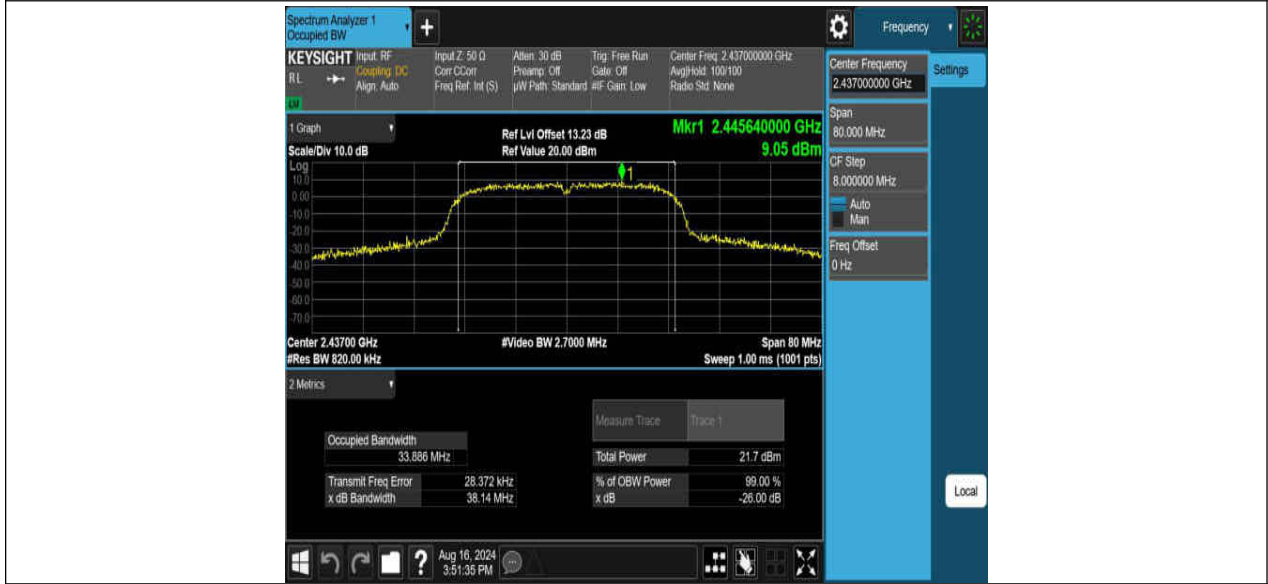 Spectrum Analyzer 1
Occupied BW
+
Frequency
KEYSIGHT
RL
LM
Input: RF
Coupling: DC
Align: Auto
Input Z: 50 Ω
Corr CCorr
Freq Ref: Int (S)
Atten: 30 dB
Preamp: Off
µW Path: Standard
Trig: Free Run
Gate: Off
#IF Gain: Low
Center Freq: 2.437000000 GHz
Avg|Hold: 100/100
Radio Std: None
Center Frequency
2.437000000 GHz
Settings
Span
80.000 MHz
CF Step
8.000000 MHz
Auto
Man
Freq Offset
0 Hz
1 Graph
Scale/Div 10.0 dB
Ref Lvl Offset 13.23 dB
Ref Value 20.00 dBm
Mkr1 2.445640000 GHz
9.05 dBm
Log
10.0
0.00
-10.0
-20.0
-30.0
-40.0
-50.0
-60.0
-70.0
1
Center 2.43700 GHz
#Res BW 820.00 kHz
#Video BW 2.7000 MHz
Span 80 MHz
Sweep 1.00 ms (1001 pts)
2 Metrics
Measure Trace Trace 1
Occupied Bandwidth
33.886 MHz
Total Power 21.7 dBm
Transmit Freq Error 28.372 kHz
% of OBW Power 99.00 %
x dB Bandwidth 38.14 MHz
x dB -26.00 dB
Local
?
Aug 16, 2024
3:51:35 PM